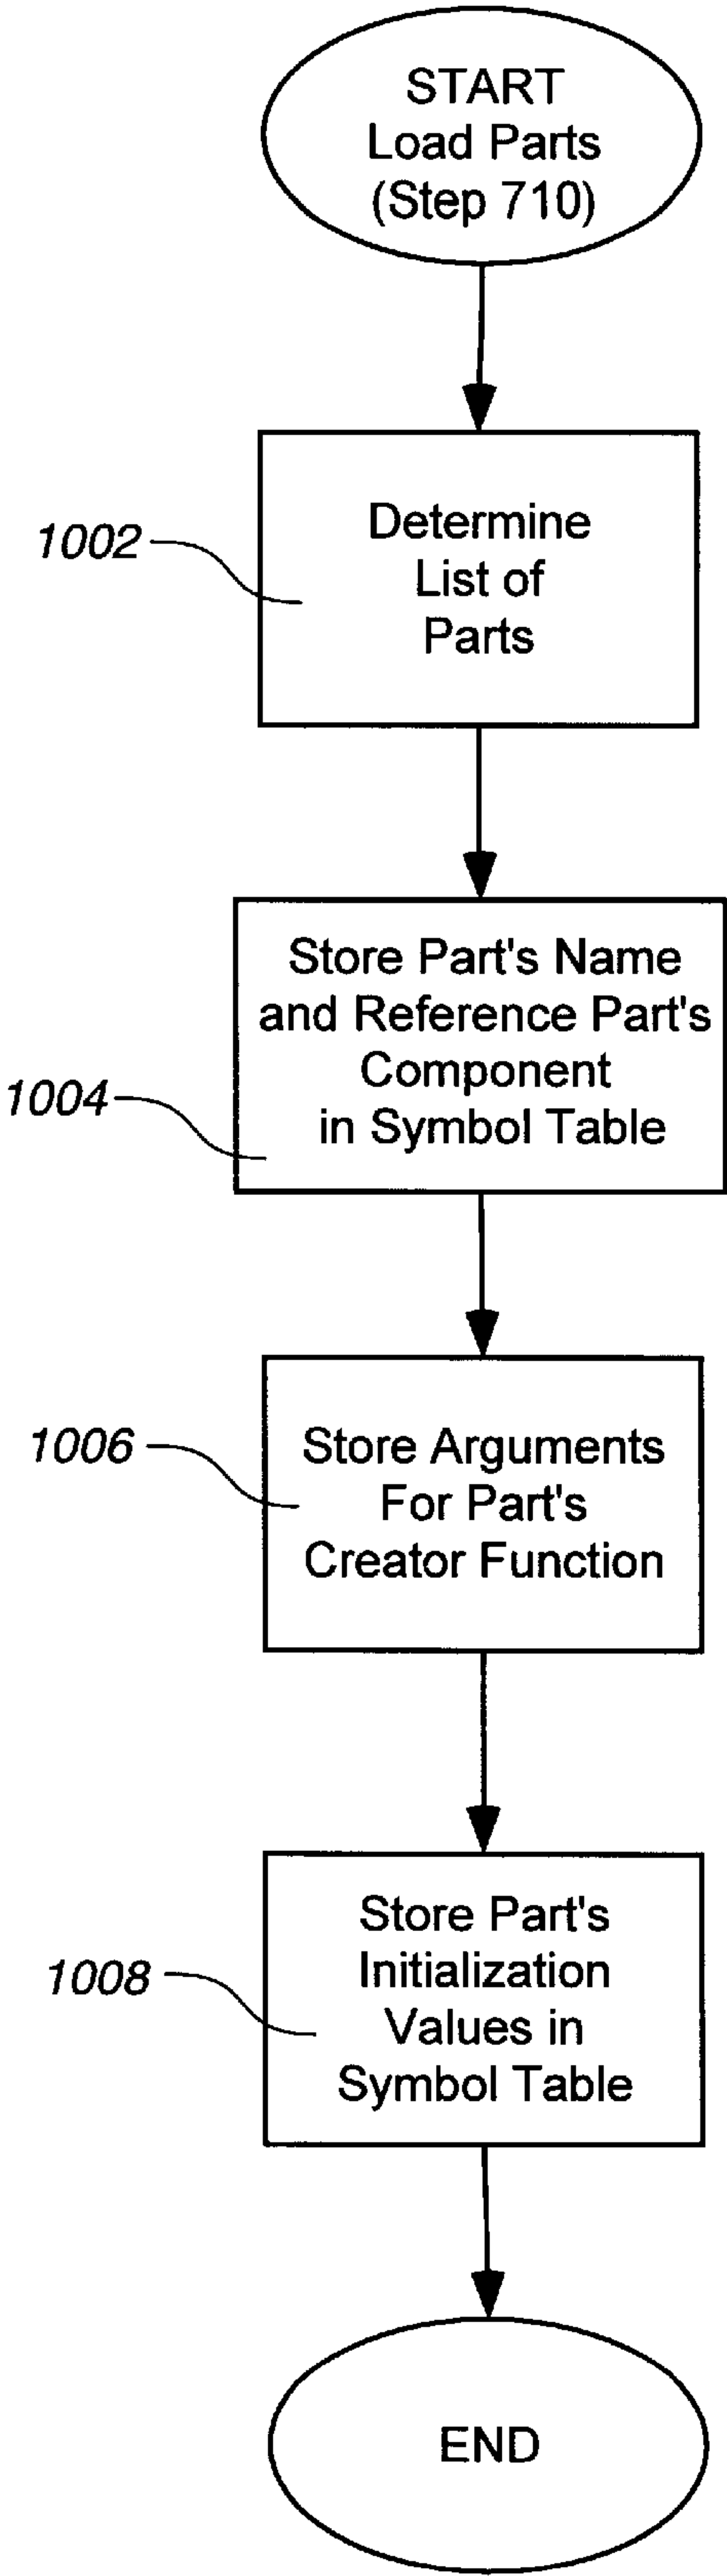 START
Load Parts
(Step 710)
1002
Determine
List of
Parts
1004
Store Part's Name
and Reference Part's
Component
in Symbol Table
1006
Store Arguments
For Part's
Creator Function
1008
Store Part's
Initialization
Values in
Symbol Table
END